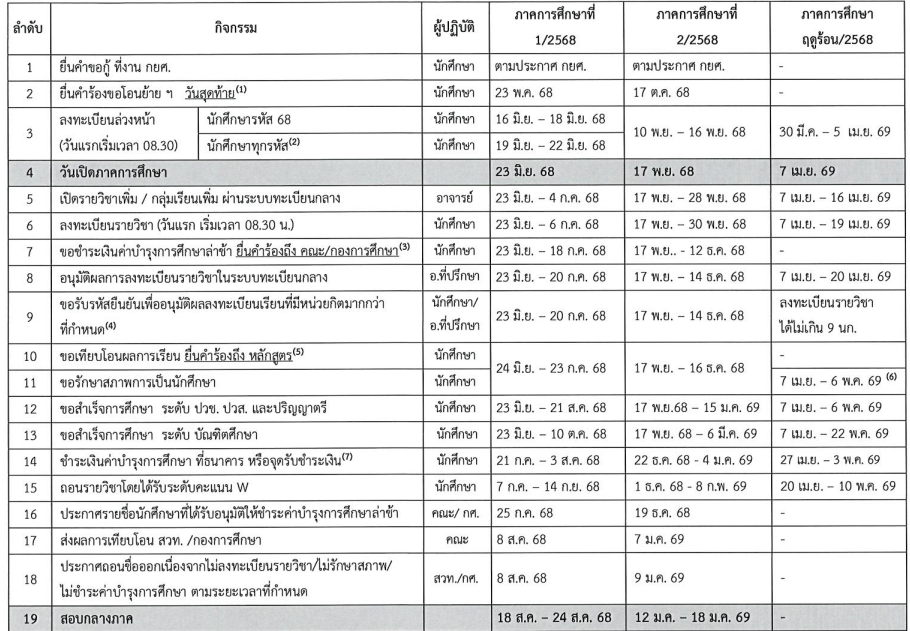 ลำดับ กิจกรรม ผู้ปฏิบัติ ภาคการศึกษาที่ 1/2568 ภาคการศึกษาที่ 2/2568 ภาคการศึกษา ฤดูร้อน/2568
1 ยื่นคำขอกู้ ที่งาน กยศ. นักศึกษา ตามประกาศ กยศ. ตามประกาศ กยศ. -
2 ยื่นคำร้องขอโอนย้าย ฯ วันสุดท้าย(1) นักศึกษา 23 พ.ค. 68 17 ต.ค. 68 -
3 ลงทะเบียนล่วงหน้า นักศึกษารหัส 68 นักศึกษา 16 มิ.ย. – 18 มิ.ย. 68 10 พ.ย. – 16 พ.ย. 68 30 มี.ค. – 5 เม.ย. 69
(วันแรกเริ่มเวลา 08.30) นักศึกษาทุกรหัส(2) นักศึกษา 19 มิ.ย. – 22 มิ.ย. 68
4 วันเปิดภาคการศึกษา 23 มิ.ย. 68 17 พ.ย. 68 7 เม.ย. 69
5 เปิดรายวิชาเพิ่ม / กลุ่มเรียนเพิ่ม ผ่านระบบทะเบียนกลาง อาจารย์ 23 มิ.ย. – 4 ก.ค. 68 17 พ.ย. – 28 พ.ย. 68 7 เม.ย. – 16 เม.ย. 69
6 ลงทะเบียนรายวิชา (วันแรก เริ่มเวลา 08.30 น.) นักศึกษา 23 มิ.ย. – 6 ก.ค. 68 17 พ.ย. – 30 พ.ย. 68 7 เม.ย. – 19 เม.ย. 69
7 ขอชำระเงินค่าบำรุงการศึกษาล่าช้า ยื่นคำร้องถึง คณะ/กองการศึกษา(3) นักศึกษา 23 มิ.ย. – 18 ก.ค. 68 17 พ.ย.. - 12 ธ.ค. 68 -
8 อนุมัติผลการลงทะเบียนรายวิชาในระบบทะเบียนกลาง อ.ที่ปรึกษา 23 มิ.ย. – 20 ก.ค. 68 17 พ.ย. – 14 ธ.ค. 68 7 เม.ย. – 20 เม.ย. 69
9 ขอรับรหัสยืนยันเพื่ออนุมัติผลลงทะเบียนเรียนที่มีหน่วยกิตมากกว่า นักศึกษา/ 23 มิ.ย. – 20 ก.ค. 68 17 พ.ย. – 14 ธ.ค. 68 ลงทะเบียนรายวิชา
ที่กำหนด(4) อ.ที่ปรึกษา ได้ไม่เกิน 9 นก.
10 ขอเทียบโอนผลการเรียน ยื่นคำร้องถึง หลักสูตร(5) นักศึกษา 24 มิ.ย. – 23 ก.ค. 68 17 พ.ย. – 16 ธ.ค. 68 -
11 ขอรักษาสภาพการเป็นนักศึกษา นักศึกษา 7 เม.ย. – 6 พ.ค. 69 (6)
12 ขอสำเร็จการศึกษา ระดับ ปวช. ปวส. และปริญญาตรี นักศึกษา 23 มิ.ย. – 21 ส.ค. 68 17 พ.ย.68 – 15 ม.ค. 69 7 เม.ย. – 6 พ.ค. 69
13 ขอสำเร็จการศึกษา ระดับ บัณฑิตศึกษา นักศึกษา 23 มิ.ย. – 10 ต.ค. 68 17 พ.ย. 68 – 6 มี.ค. 69 7 เม.ย. – 22 พ.ค. 69
14 ชำระเงินค่าบำรุงการศึกษา ที่ธนาคาร หรือจุดรับชำระเงิน(7) นักศึกษา 21 ก.ค. – 3 ส.ค. 68 22 ธ.ค. 68 - 4 ม.ค. 69 27 เม.ย. – 3 พ.ค. 69
15 ถอนรายวิชาโดยได้รับระดับคะแนน W นักศึกษา 7 ก.ค. – 14 ก.ย. 68 1 ธ.ค. 68 - 8 ก.พ. 69 20 เม.ย. – 10 พ.ค. 69
16 ประกาศรายชื่อนักศึกษาที่ได้รับอนุมัติให้ชำระค่าบำรุงการศึกษาล่าช้า คณะ/ กศ. 25 ก.ค. 68 19 ธ.ค. 68 -
17 ส่งผลการเทียบโอน สวท. /กองการศึกษา คณะ 8 ส.ค. 68 7 ม.ค. 69 -
18 ประกาศถอนชื่อออกเนื่องจากไม่ลงทะเบียนรายวิชา/ไม่รักษาสภาพ/ สวท./กศ. 8 ส.ค. 68 9 ม.ค. 69 -
ไม่ชำระค่าบำรุงการศึกษา ตามระยะเวลาที่กำหนด
19 สอบกลางภาค 18 ส.ค. – 24 ส.ค. 68 12 ม.ค. – 18 ม.ค. 69 -